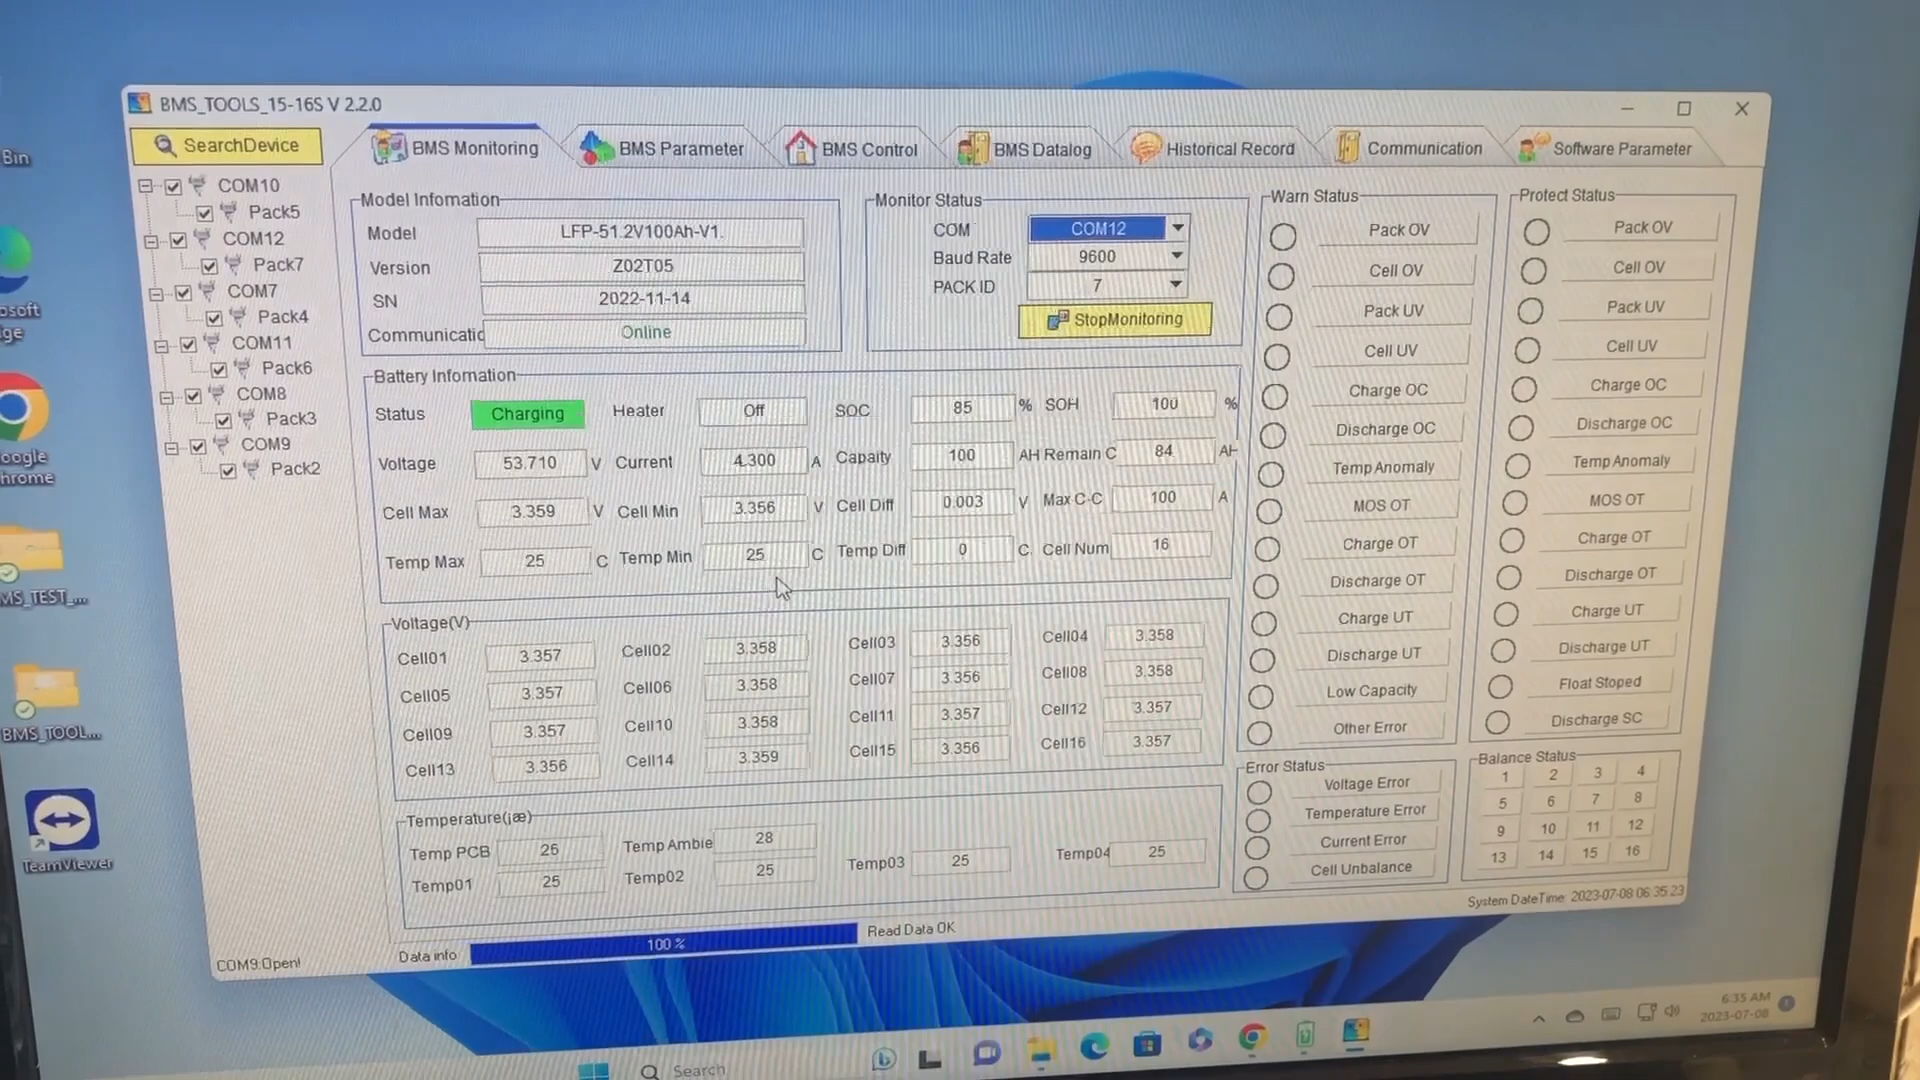 BMS_TOOLS_15-16S V 2.2.0
SearchDevice
BMS Monitoring
BMS Parameter
BMS Control
BMS Datalog
Historical Record
Communication
Software Parameter
COM10
Pack5
COM12
Pack7
COM7
Pack4
COM11
Pack6
COM8
Pack3
COM9
Pack2
Model Infomation
Model LFP-51.2V100Ah-V1.
Version Z02T05
SN 2022-11-14
Communicatic Online
Monitor Status
COM COM12
Baud Rate 9600
PACK ID 7
StopMonitoring
Battery Infomation
Status Charging Heater Off SOC 85 % SOH 100 %
Voltage 53.710 V Current 4.300 A Capaity 100 AH Remain C 84 AH
Cell Max 3.359 V Cell Min 3.356 V Cell Diff 0.003 V Max C-C 100 A
Temp Max 25 C Temp Min 25 C Temp Diff 0 C Cell Num 16
Voltage(V)
Cell01 3.357 Cell02 3.358 Cell03 3.356 Cell04 3.358
Cell05 3.357 Cell06 3.358 Cell07 3.356 Cell08 3.358
Cell09 3.357 Cell10 3.358 Cell11 3.357 Cell12 3.357
Cell13 3.356 Cell14 3.359 Cell15 3.356 Cell16 3.357
Temperature(¡æ)
Temp PCB 26 Temp Ambie 28
Temp01 25 Temp02 25 Temp03 25 Temp04 25
Warn Status
Pack OV
Cell OV
Pack UV
Cell UV
Charge OC
Discharge OC
Temp Anomaly
MOS OT
Charge OT
Discharge OT
Charge UT
Discharge UT
Low Capacity
Other Error
Protect Status
Pack OV
Cell OV
Pack UV
Cell UV
Charge OC
Discharge OC
Temp Anomaly
MOS OT
Charge OT
Discharge OT
Charge UT
Discharge UT
Float Stoped
Discharge SC
Error Status
Voltage Error
Temperature Error
Current Error
Cell Unbalance
Balance Status
1 2 3 4
5 6 7 8
9 10 11 12
13 14 15 16
System DateTime: 2023-07-08 06:35:23
COM9:Open!
Data info 100 % Read Data OK
Bin
osoft
ge
oogle
hrome
MS_TEST_...
BMS_TOOL...
TeamViewer
Search
6:35 AM
2023-07-08